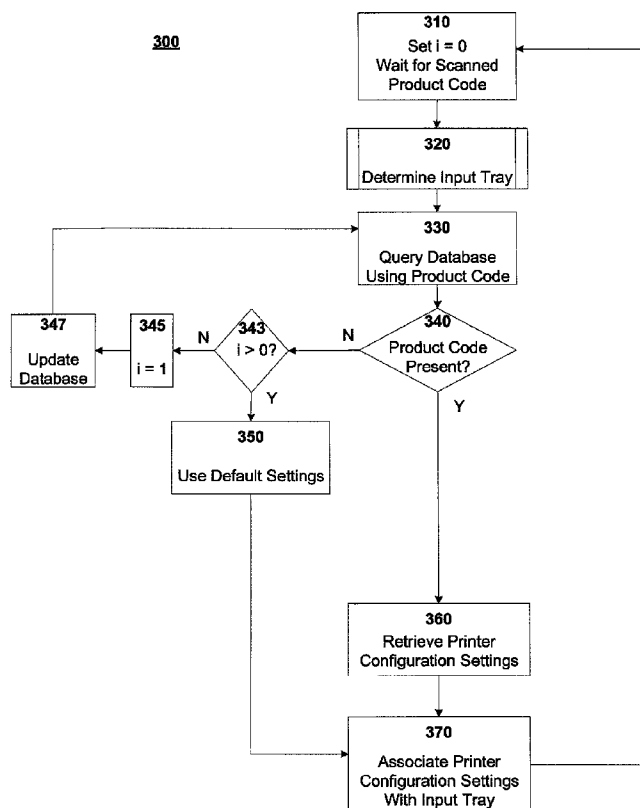 300
310
Set i = 0
Wait for Scanned
Product Code
320
Determine Input Tray
330
Query Database
Using Product Code
340
Product Code
Present?
N
Y
343
i > 0?
N
Y
345
i = 1
347
Update
Database
350
Use Default Settings
360
Retrieve Printer
Configuration Settings
370
Associate Printer
Configuration Settings
With Input Tray